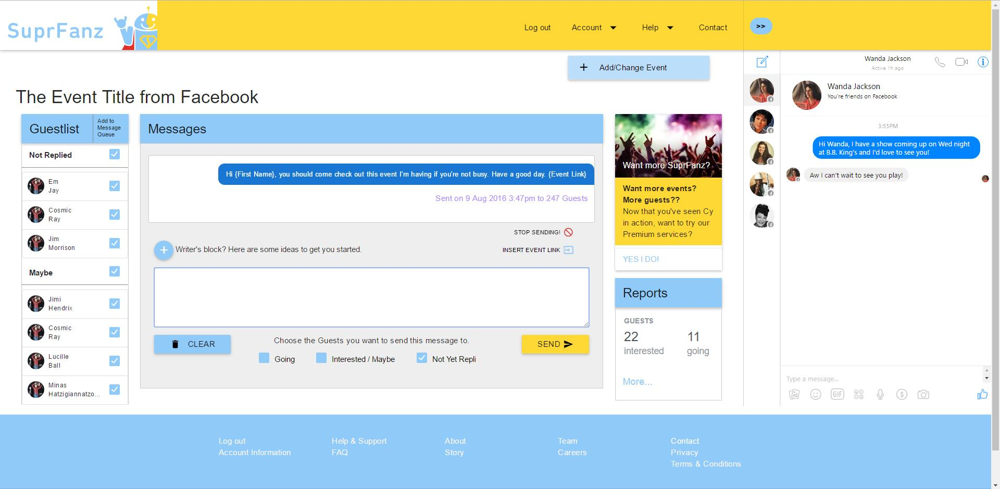 SuprFanz
Log out
Account
Help
Contact
>>
Add/Change Event
The Event Title from Facebook
Guestlist
Add to
Message
Queue
Not Replied
Em
Jay
Cosmic
Ray
Jim
Morrison
Maybe
Jimi
Hendrix
Cosmic
Ray
Lucille
Ball
Minas
Hatzigiannatzo...
Messages
Hi {First Name}, you should come check out this event I'm having if you're not busy. Have a good day. {Event Link}
Sent on 9 Aug 2016 3:47pm to 247 Guests
STOP SENDING!
Writer's block? Here are some ideas to get you started.
INSERT EVENT LINK
CLEAR
Choose the Guests you want to send this message to.
SEND
Going
Interested / Maybe
Not Yet Repli
Want more SuprFanz?
Want more events?
More guests??
Now that you've seen Cy
in action, want to try our
Premium services?
YES I DO!
Reports
GUESTS
22
interested
11
going
More...
Wanda Jackson
Active 1h ago
Wanda Jackson
You're friends on Facebook
3:55PM
Hi Wanda, I have a show coming up on Wed night
at B.B. King's and I'd love to see you!
Aw I can't wait to see you play!
Type a message...
GIF
$
Log out
Account Information
Help & Support
FAQ
About
Story
Team
Careers
Contact
Privacy
Terms & Conditions